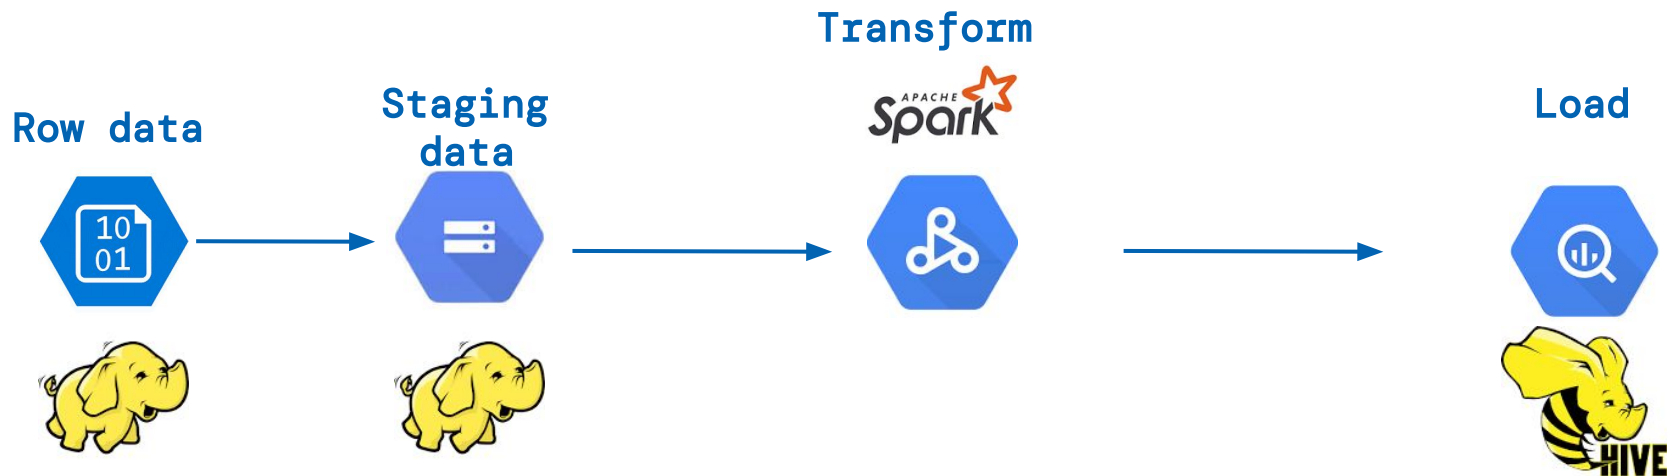 Row data
10
01
Staging
data
Transform
APACHE
Spark
Load
HIVE